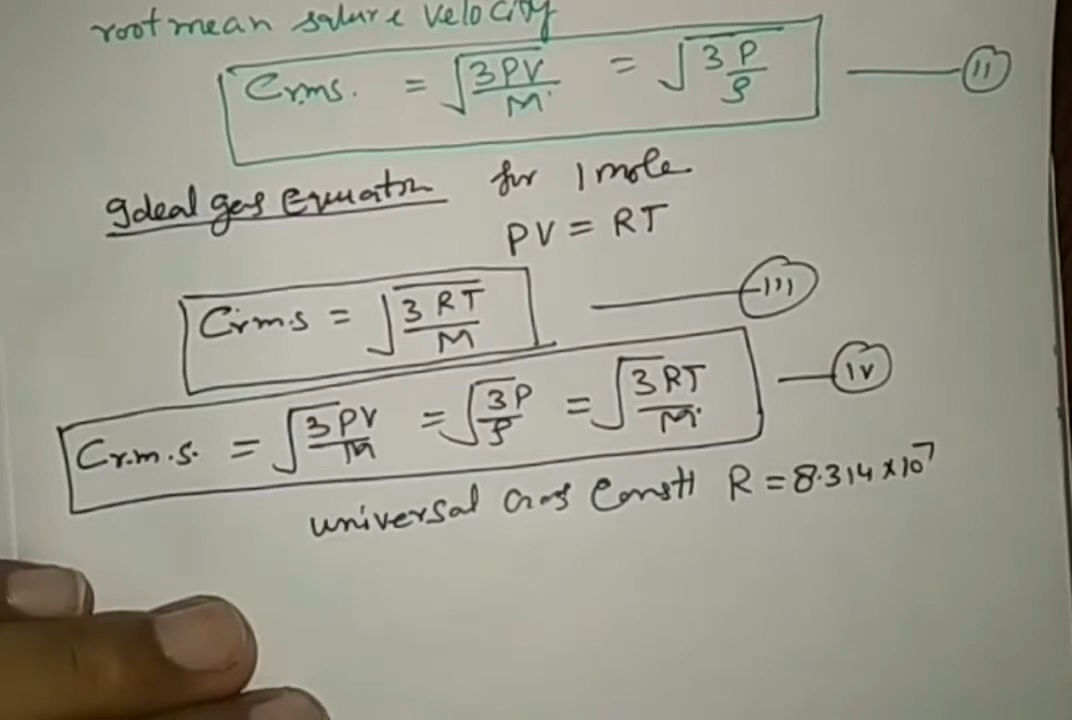 root mean salure velocity
Crms. = √3PV/M = √3P/ρ — (II)
Ideal gas Equation for 1 mole
PV = RT
Crms = √3RT/M — (III)
Cr.m.s. = √3PV/M = √3P/ρ = √3RT/M — (IV)
universal Gas Constt R = 8.314 x 10⁷